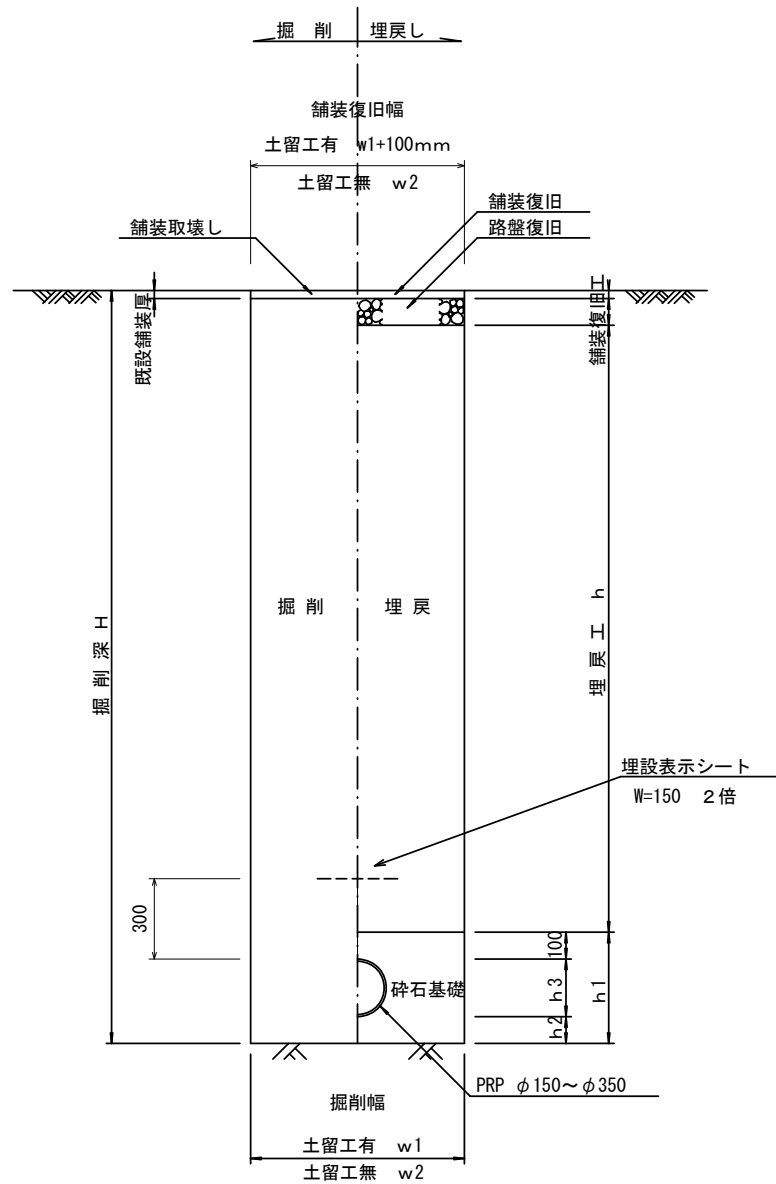 掘 削 埋戻し
舗装復旧幅
土留工有 w1+100mm
土留工無 w2
舗装復旧
舗装取壊し
路盤復旧
既設舗装厚
舗装復旧工
掘 削 埋 戻
掘 削 深 H
埋 戻 工 h
埋設表示シート
W=150 2倍
300
100
砕石基礎
h3
h1
h2
PRP φ150～φ350
掘削幅
土留工有 w1
土留工無 w2